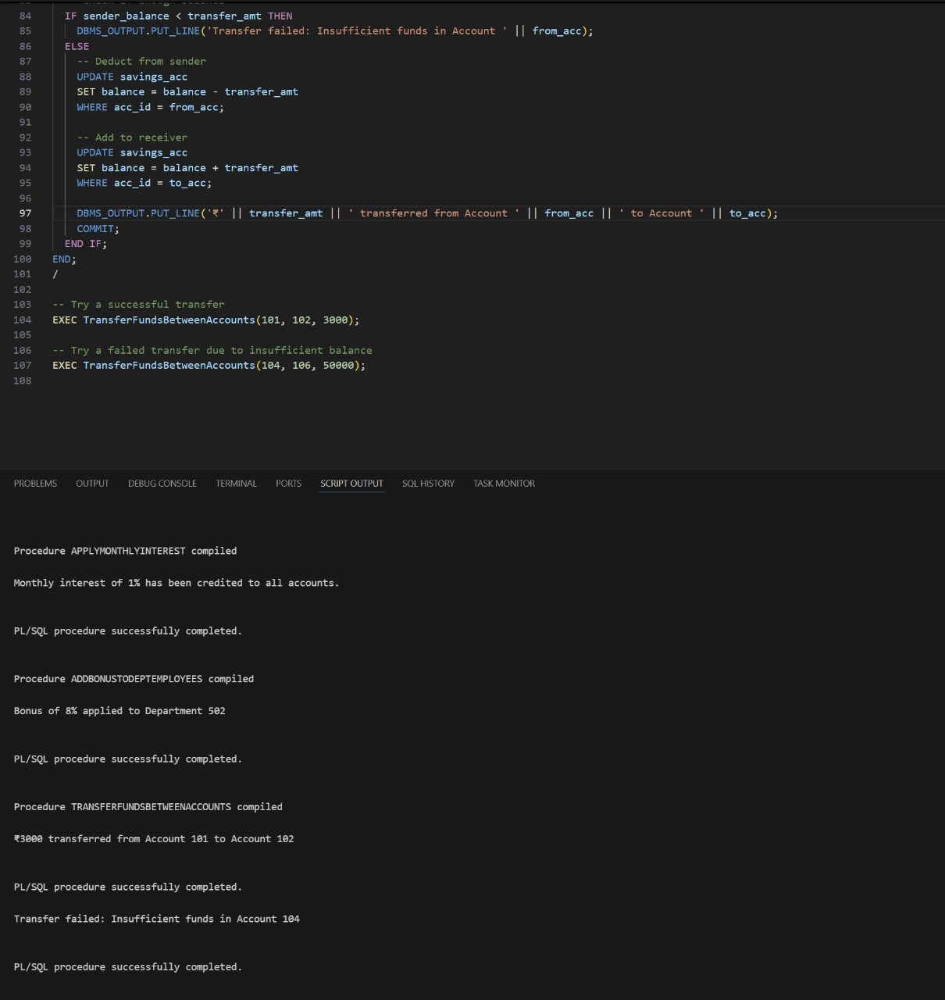 84 IF sender_balance < transfer_amt THEN
85 DBMS_OUTPUT.PUT_LINE('Transfer failed: Insufficient funds in Account ' || from_acc);
86 ELSE
87 -- Deduct from sender
88 UPDATE savings_acc
89 SET balance = balance - transfer_amt
90 WHERE acc_id = from_acc;
91
92 -- Add to receiver
93 UPDATE savings_acc
94 SET balance = balance + transfer_amt
95 WHERE acc_id = to_acc;
96
97 DBMS_OUTPUT.PUT_LINE('₹' || transfer_amt || ' transferred from Account ' || from_acc || ' to Account ' || to_acc);
98 COMMIT;
99 END IF;
100 END;
101 /
102
103 -- Try a successful transfer
104 EXEC TransferFundsBetweenAccounts(101, 102, 3000);
105
106 -- Try a failed transfer due to insufficient balance
107 EXEC TransferFundsBetweenAccounts(104, 106, 50000);
108
PROBLEMS OUTPUT DEBUG CONSOLE TERMINAL PORTS SCRIPT OUTPUT SQL HISTORY TASK MONITOR
Procedure APPLYMONTHLYINTEREST compiled
Monthly interest of 1% has been credited to all accounts.
PL/SQL procedure successfully completed.
Procedure ADDBONUSTODEPTEMPLOYEES compiled
Bonus of 8% applied to Department 502
PL/SQL procedure successfully completed.
Procedure TRANSFERFUNDSBETWEENACCOUNTS compiled
₹3000 transferred from Account 101 to Account 102
PL/SQL procedure successfully completed.
Transfer failed: Insufficient funds in Account 104
PL/SQL procedure successfully completed.